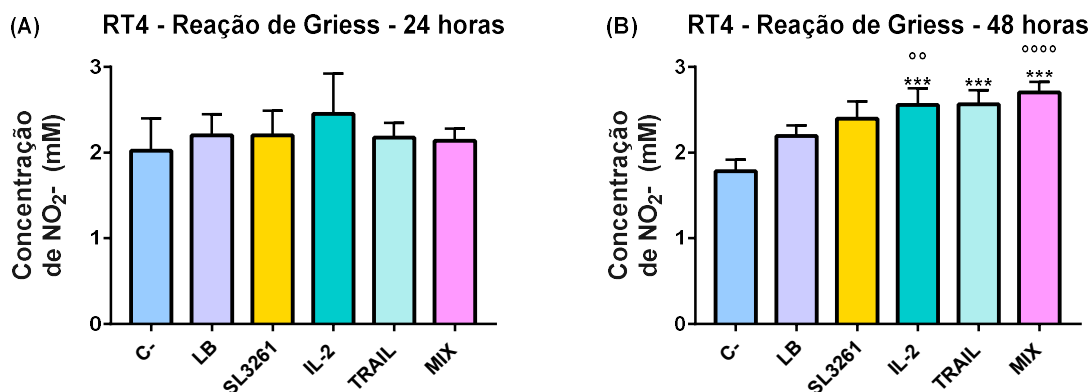 (A) RT4 - Reação de Griess - 24 horas
Concentração
de NO₂- (mM)
3
2
1
0
C-
LB
SL3261
IL-2
TRAIL
MIX
(B) RT4 - Reação de Griess - 48 horas
Concentração
de NO₂- (mM)
3
2
1
0
°° °°°°
*** *** ***
C-
LB
SL3261
IL-2
TRAIL
MIX